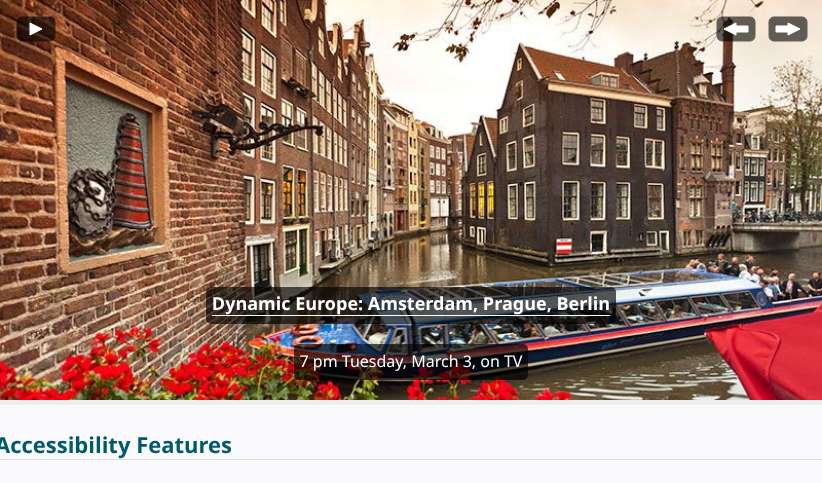 Dynamic Europe: Amsterdam, Prague, Berlin
7 pm Tuesday, March 3, on TV
Accessibility Features